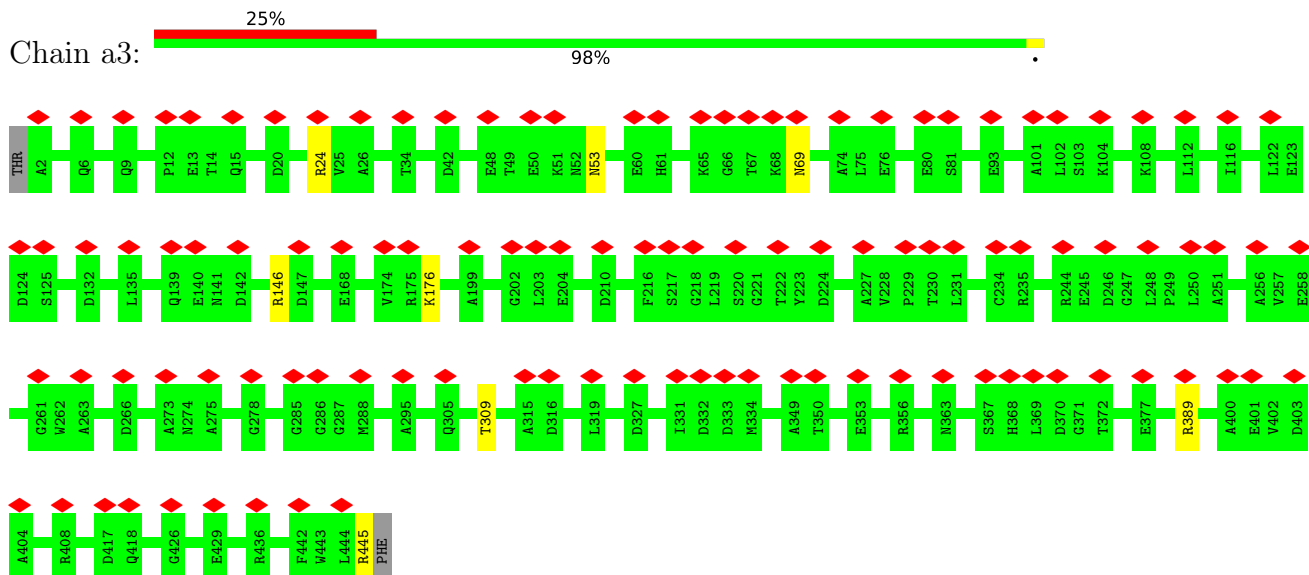 25%
Chain a3:
98%
.
THR A2 Q6 Q9 P12 E13 T14 Q15 D20 R24 V25 A26 T34 D42 E48 T49 E50 K51 N52 N53 E60 H61 K65 G66 T67 K68 N69 A74 L75 E76 E80 S81 E93 A101 L102 S103 K104 K108 L112 I116 L122 E123
D124 S125 D132 L135 Q139 E140 N141 D142 R146 D147 E168 V174 R175 K176 A199 G202 L203 E204 D210 F216 S217 G218 L219 S220 G221 T222 Y223 D224 A227 V228 P229 T230 L231 C234 R235 R244 E245 D246 G247 L248 P249 L250 A251 A256 V257 E258
G261 W262 A263 D266 A273 N274 A275 G278 G285 G286 G287 M288 A295 Q305 T309 A315 D316 L319 D327 I331 D332 D333 M334 A349 T350 E353 R356 N363 S367 H368 L369 D370 G371 T372 E377 R389 A400 E401 V402 D403
A404 R408 D417 Q418 G426 E429 R436 F442 W443 L444 R445 PHE